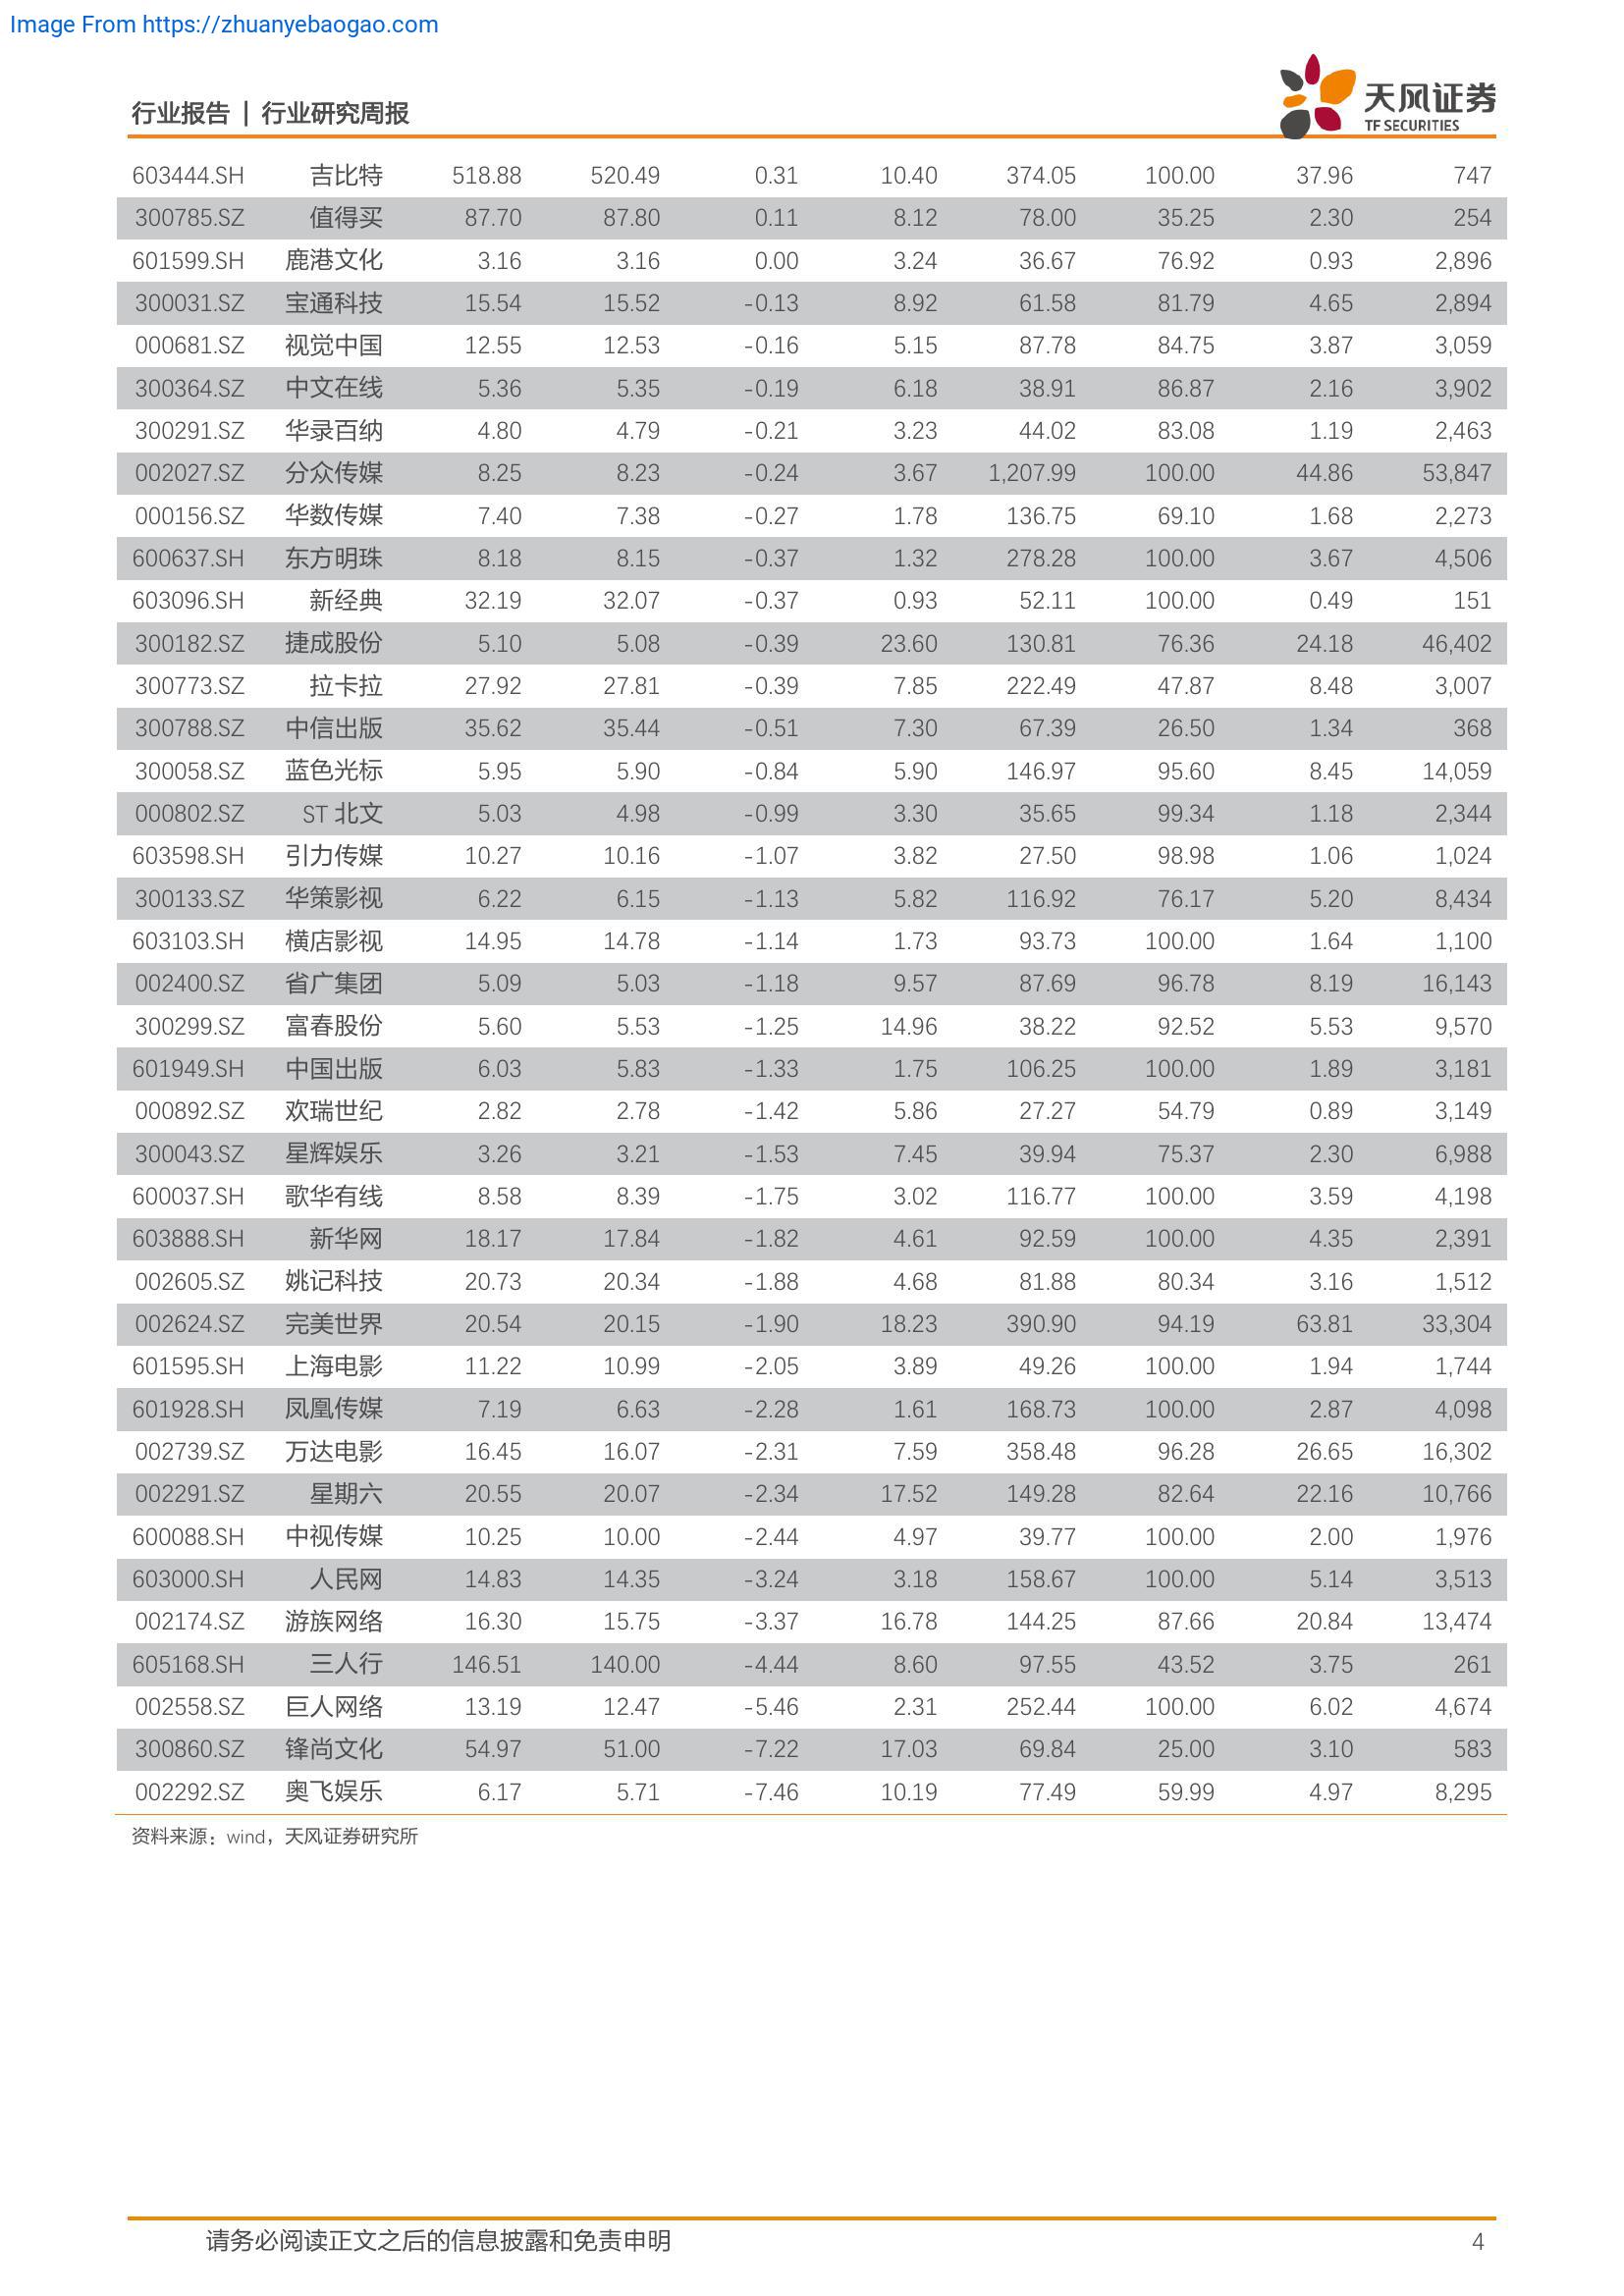 Image From https://zhuanyebaogao.com
行业报告 | 行业研究周报
天风证券
TF SECURITIES
603444.SH 吉比特 518.88 520.49 0.31 10.40 374.05 100.00 37.96 747
300785.SZ 值得买 87.70 87.80 0.11 8.12 78.00 35.25 2.30 254
601599.SH 鹿港文化 3.16 3.16 0.00 3.24 36.67 76.92 0.93 2,896
300031.SZ 宝通科技 15.54 15.52 -0.13 8.92 61.58 81.79 4.65 2,894
000681.SZ 视觉中国 12.55 12.53 -0.16 5.15 87.78 84.75 3.87 3,059
300364.SZ 中文在线 5.36 5.35 -0.19 6.18 38.91 86.87 2.16 3,902
300291.SZ 华录百纳 4.80 4.79 -0.21 3.23 44.02 83.08 1.19 2,463
002027.SZ 分众传媒 8.25 8.23 -0.24 3.67 1,207.99 100.00 44.86 53,847
000156.SZ 华数传媒 7.40 7.38 -0.27 1.78 136.75 69.10 1.68 2,273
600637.SH 东方明珠 8.18 8.15 -0.37 1.32 278.28 100.00 3.67 4,506
603096.SH 新经典 32.19 32.07 -0.37 0.93 52.11 100.00 0.49 151
300182.SZ 捷成股份 5.10 5.08 -0.39 23.60 130.81 76.36 24.18 46,402
300773.SZ 拉卡拉 27.92 27.81 -0.39 7.85 222.49 47.87 8.48 3,007
300788.SZ 中信出版 35.62 35.44 -0.51 7.30 67.39 26.50 1.34 368
300058.SZ 蓝色光标 5.95 5.90 -0.84 5.90 146.97 95.60 8.45 14,059
000802.SZ ST 北文 5.03 4.98 -0.99 3.30 35.65 99.34 1.18 2,344
603598.SH 引力传媒 10.27 10.16 -1.07 3.82 27.50 98.98 1.06 1,024
300133.SZ 华策影视 6.22 6.15 -1.13 5.82 116.92 76.17 5.20 8,434
603103.SH 横店影视 14.95 14.78 -1.14 1.73 93.73 100.00 1.64 1,100
002400.SZ 省广集团 5.09 5.03 -1.18 9.57 87.69 96.78 8.19 16,143
300299.SZ 富春股份 5.60 5.53 -1.25 14.96 38.22 92.52 5.53 9,570
601949.SH 中国出版 6.03 5.83 -1.33 1.75 106.25 100.00 1.89 3,181
000892.SZ 欢瑞世纪 2.82 2.78 -1.42 5.86 27.27 54.79 0.89 3,149
300043.SZ 星辉娱乐 3.26 3.21 -1.53 7.45 39.94 75.37 2.30 6,988
600037.SH 歌华有线 8.58 8.39 -1.75 3.02 116.77 100.00 3.59 4,198
603888.SH 新华网 18.17 17.84 -1.82 4.61 92.59 100.00 4.35 2,391
002605.SZ 姚记科技 20.73 20.34 -1.88 4.68 81.88 80.34 3.16 1,512
002624.SZ 完美世界 20.54 20.15 -1.90 18.23 390.90 94.19 63.81 33,304
601595.SH 上海电影 11.22 10.99 -2.05 3.89 49.26 100.00 1.94 1,744
601928.SH 凤凰传媒 7.19 6.63 -2.28 1.61 168.73 100.00 2.87 4,098
002739.SZ 万达电影 16.45 16.07 -2.31 7.59 358.48 96.28 26.65 16,302
002291.SZ 星期六 20.55 20.07 -2.34 17.52 149.28 82.64 22.16 10,766
600088.SH 中视传媒 10.25 10.00 -2.44 4.97 39.77 100.00 2.00 1,976
603000.SH 人民网 14.83 14.35 -3.24 3.18 158.67 100.00 5.14 3,513
002174.SZ 游族网络 16.30 15.75 -3.37 16.78 144.25 87.66 20.84 13,474
605168.SH 三人行 146.51 140.00 -4.44 8.60 97.55 43.52 3.75 261
002558.SZ 巨人网络 13.19 12.47 -5.46 2.31 252.44 100.00 6.02 4,674
300860.SZ 锋尚文化 54.97 51.00 -7.22 17.03 69.84 25.00 3.10 583
002292.SZ 奥飞娱乐 6.17 5.71 -7.46 10.19 77.49 59.99 4.97 8,295
资料来源：wind，天风证券研究所
请务必阅读正文之后的信息披露和免责申明 4